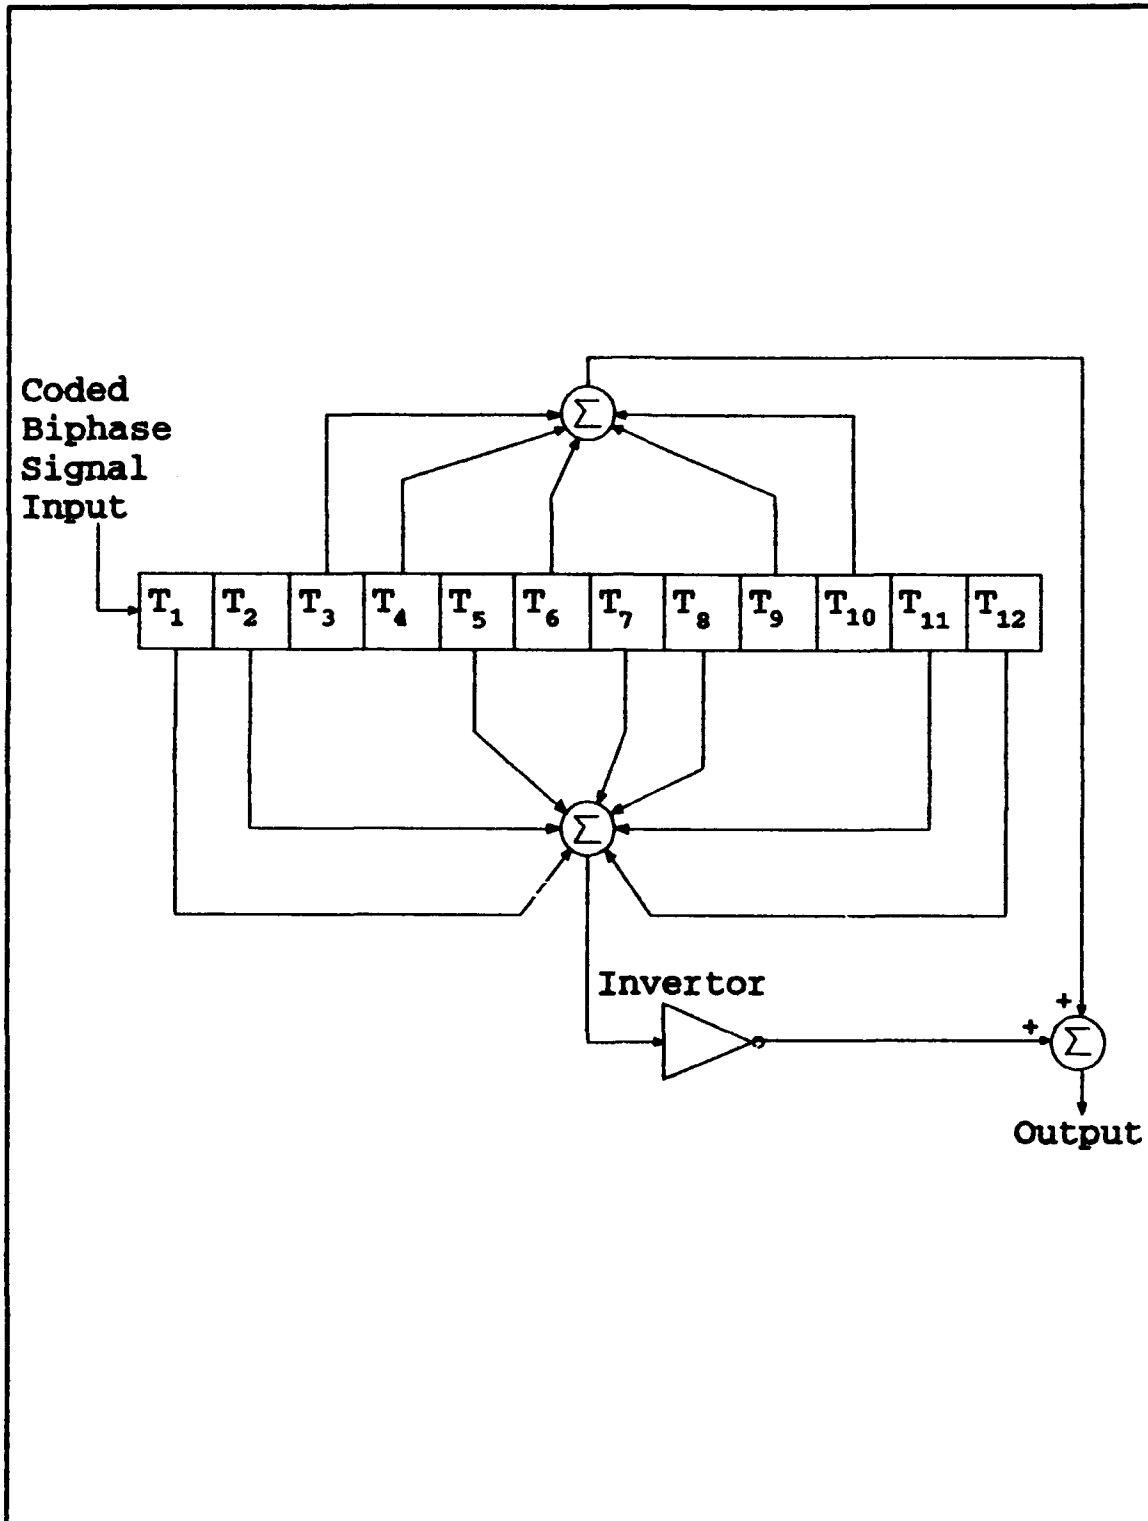 Coded
Biphase
Signal
Input
Σ
T1 T2 T3 T4 T5 T6 T7 T8 T9 T10 T11 T12
Σ
Invertor
+
+
Σ
Output